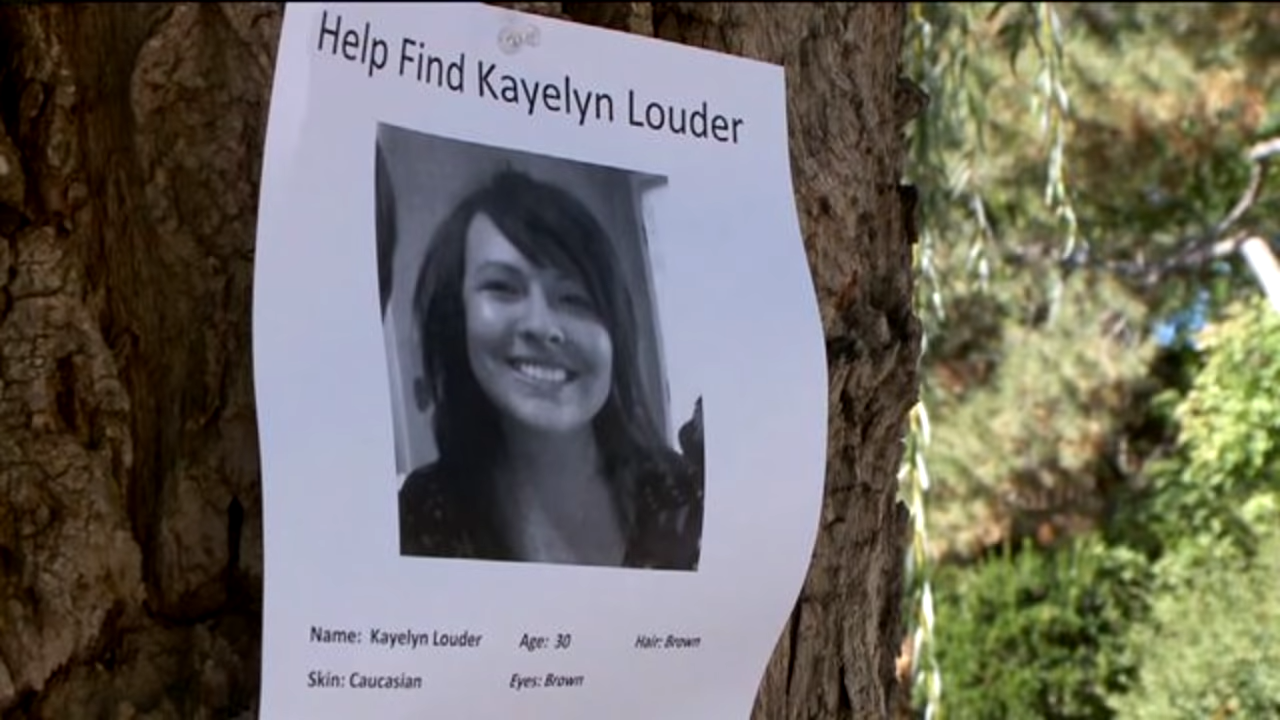 Help Find Kayelyn Louder
Name: Kayelyn Louder Age: 30 Hair: Brown
Skin: Caucasian Eyes: Brown